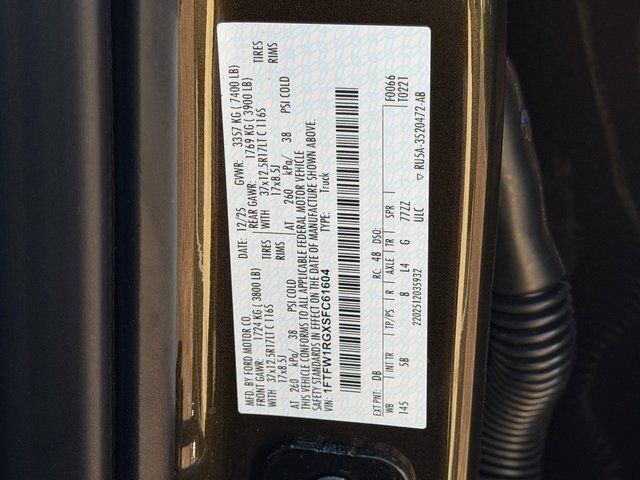 MFD. BY FORD MOTOR CO.
DATE: 12/25 GVWR: 3357 KG ( 7400 LB)
FRONT GAWR: 1724 KG ( 3800 LB) REAR GAWR: 1769 KG ( 3900 LB)
WITH 37x12.5R17LT C 116S TIRES WITH 37x12.5R17LT C 116S TIRES
17x8.5J RIMS 17x8.5J RIMS
AT 260 kPa/ 38 PSI COLD AT 260 kPa/ 38 PSI COLD
THIS VEHICLE CONFORMS TO ALL APPLICABLE FEDERAL MOTOR VEHICLE
SAFETY STANDARDS IN EFFECT ON THE DATE OF MANUFACTURE SHOWN ABOVE.
VIN: 1FTFW1RGXSFC61604 TYPE: Truck
F0066
T0221
EXT PNT: DB RC: 48 DSO:
WB INT TR TP/PS R AXLE TR SPR
145 5B 8 L4 G 77ZZ
ULC
2202512035932 ▽ RU5A-3520472-AB